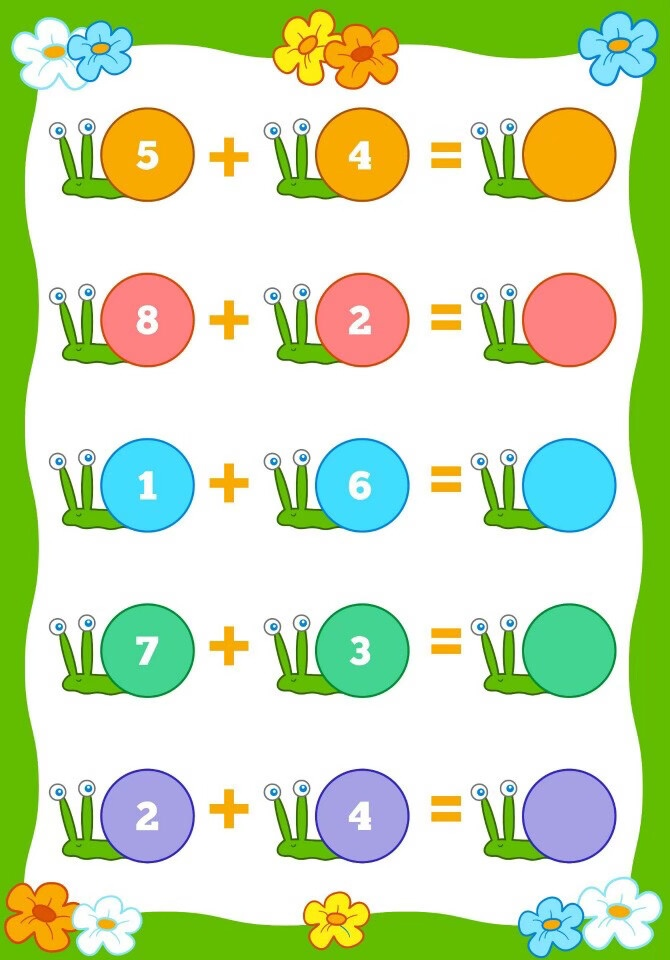 5 + 4 =
8 + 2 =
1 + 6 =
7 + 3 =
2 + 4 =